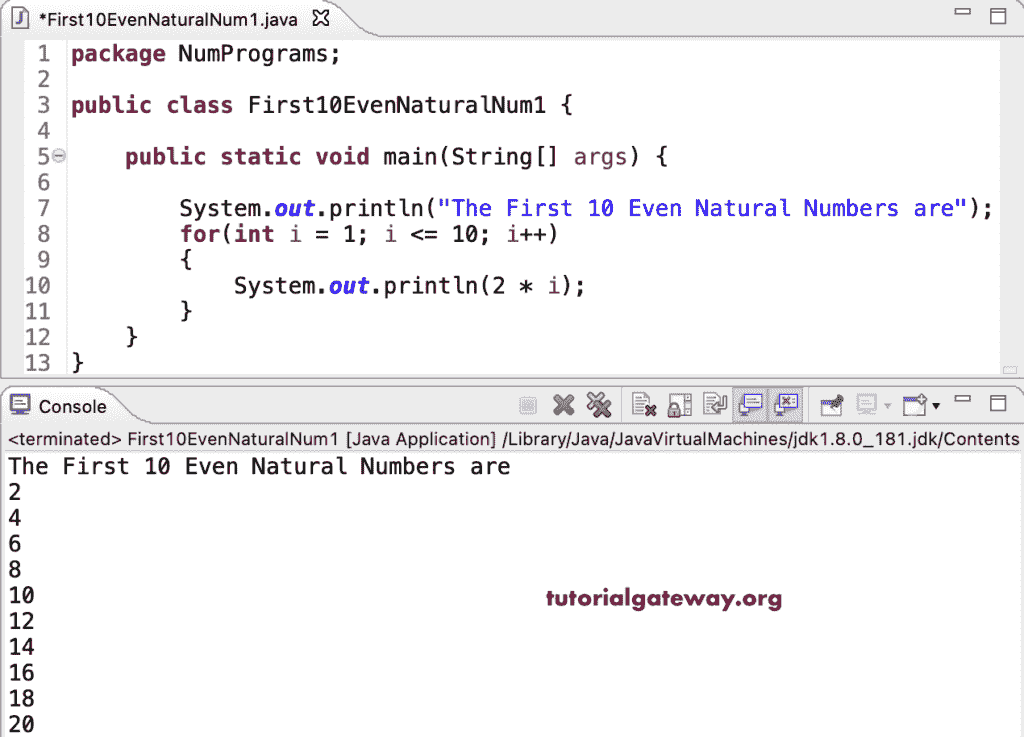 *First10EvenNaturalNum1.java
1 package NumPrograms;
2
3 public class First10EvenNaturalNum1 {
4
5 public static void main(String[] args) {
6
7 System.out.println("The First 10 Even Natural Numbers are");
8 for(int i = 1; i <= 10; i++)
9 {
10 System.out.println(2 * i);
11 }
12 }
13 }
Console
<terminated> First10EvenNaturalNum1 [Java Application] /Library/Java/JavaVirtualMachines/jdk1.8.0_181.jdk/Contents
The First 10 Even Natural Numbers are
2
4
6
8
10
tutorialgateway.org
12
14
16
18
20